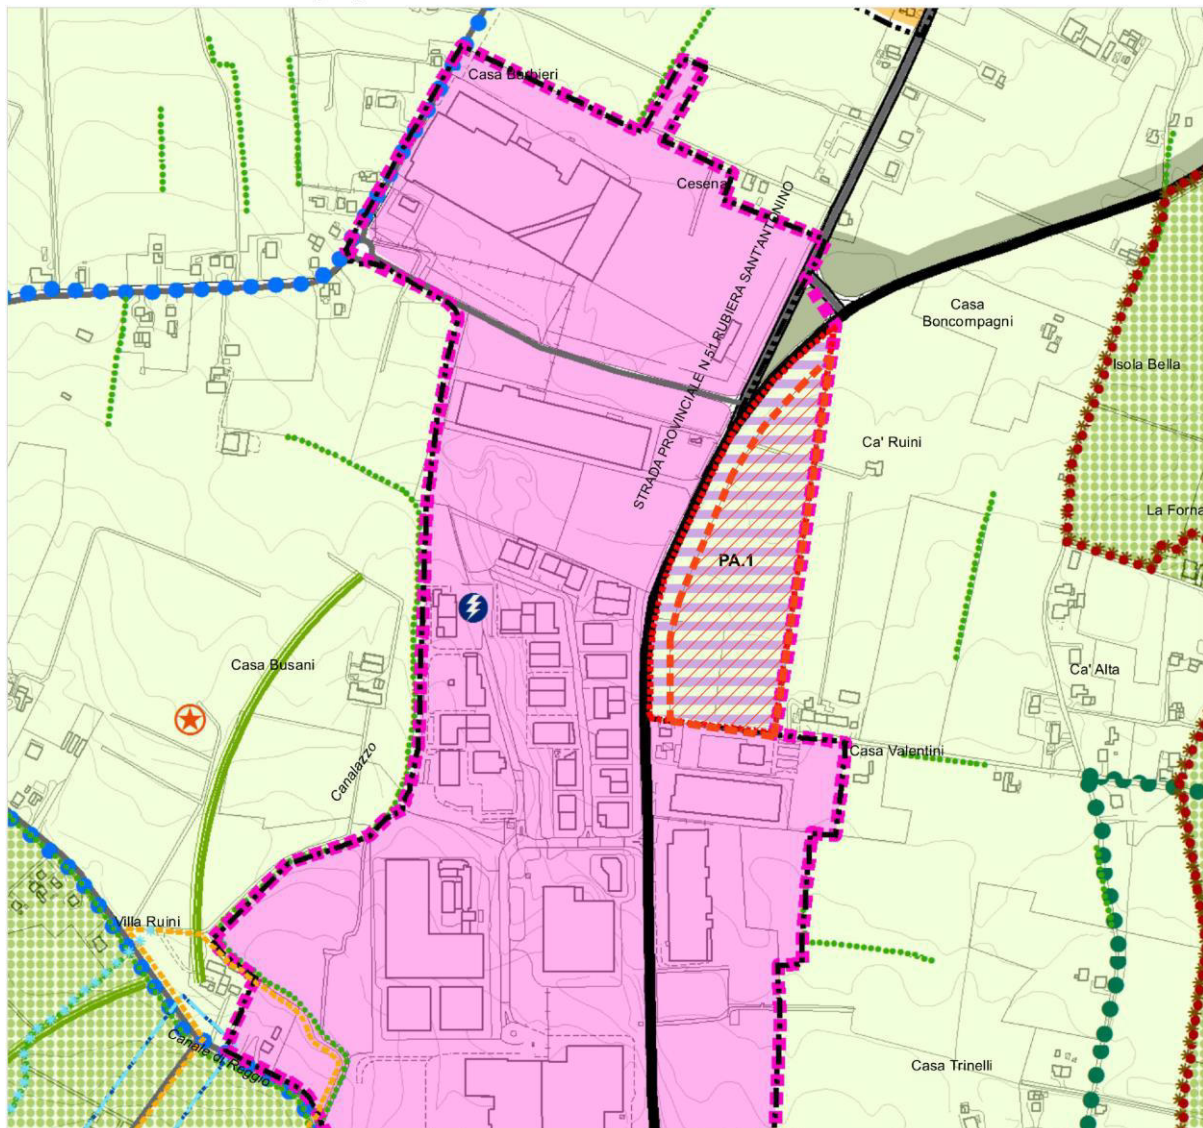 Casa Barbieri
Cesena
STRADA PROVINCIALE N 51 RUBIERA SANT'ANTONINO
Casa
Boncompagni
Isola Bella
Ca' Ruini
La Forna
PA.1
Casa Busani
Ca' Alta
Canalazzo
Casa Valentini
Villa Ruini
Canale di Reggio
Casa Trinelli